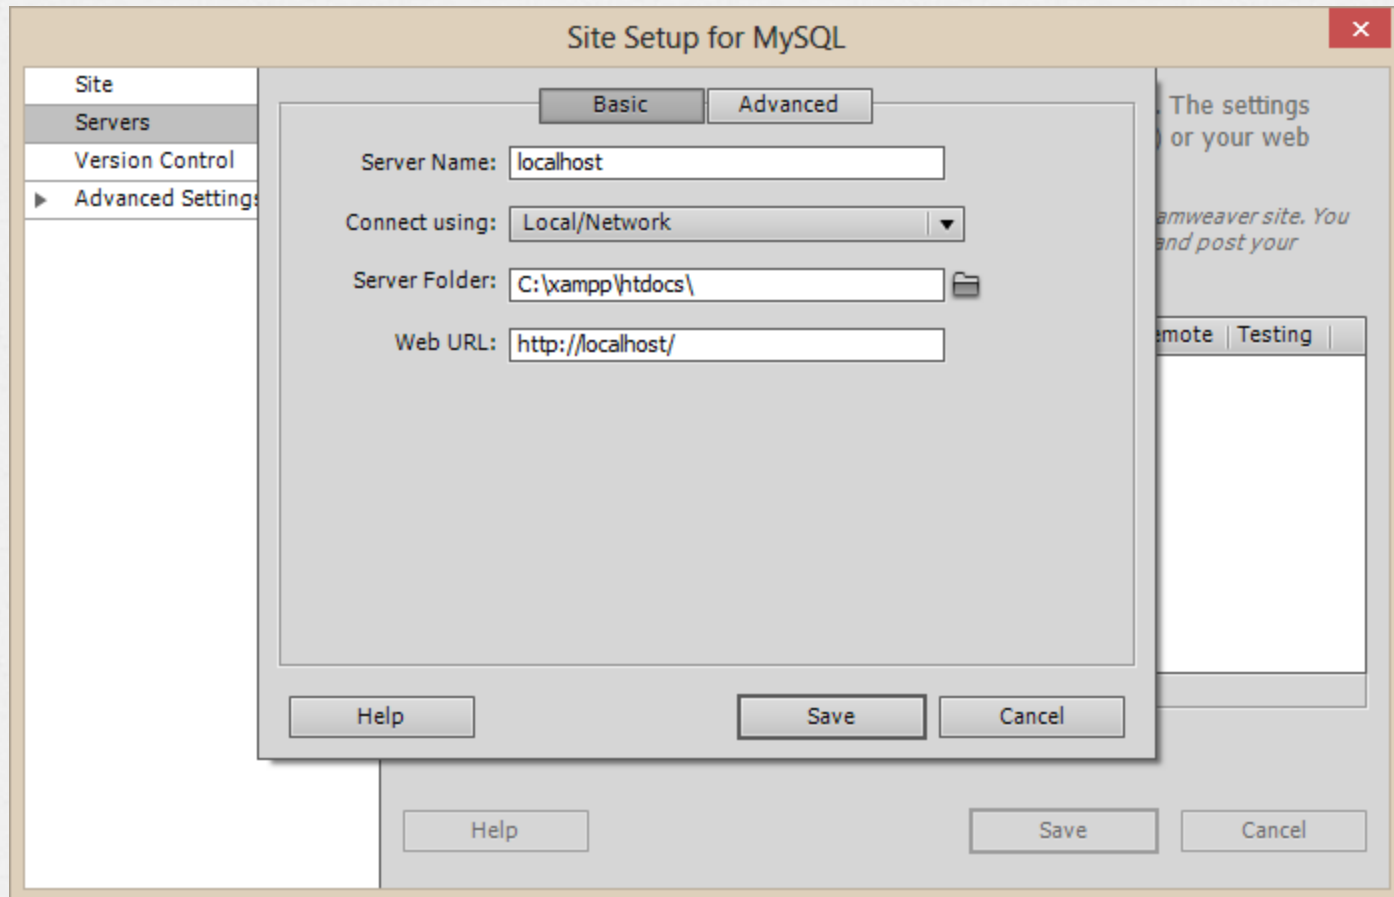 Site Setup for MySQL
Site
Servers
Version Control
Advanced Settings
Basic
Advanced
Server Name:
localhost
Connect using:
Local/Network
Server Folder:
C:\xampp\htdocs\
Web URL:
http://localhost/
Help
Save
Cancel
. The settings
) or your web
amweaver site. You
and post your
emote
Testing
Help
Save
Cancel